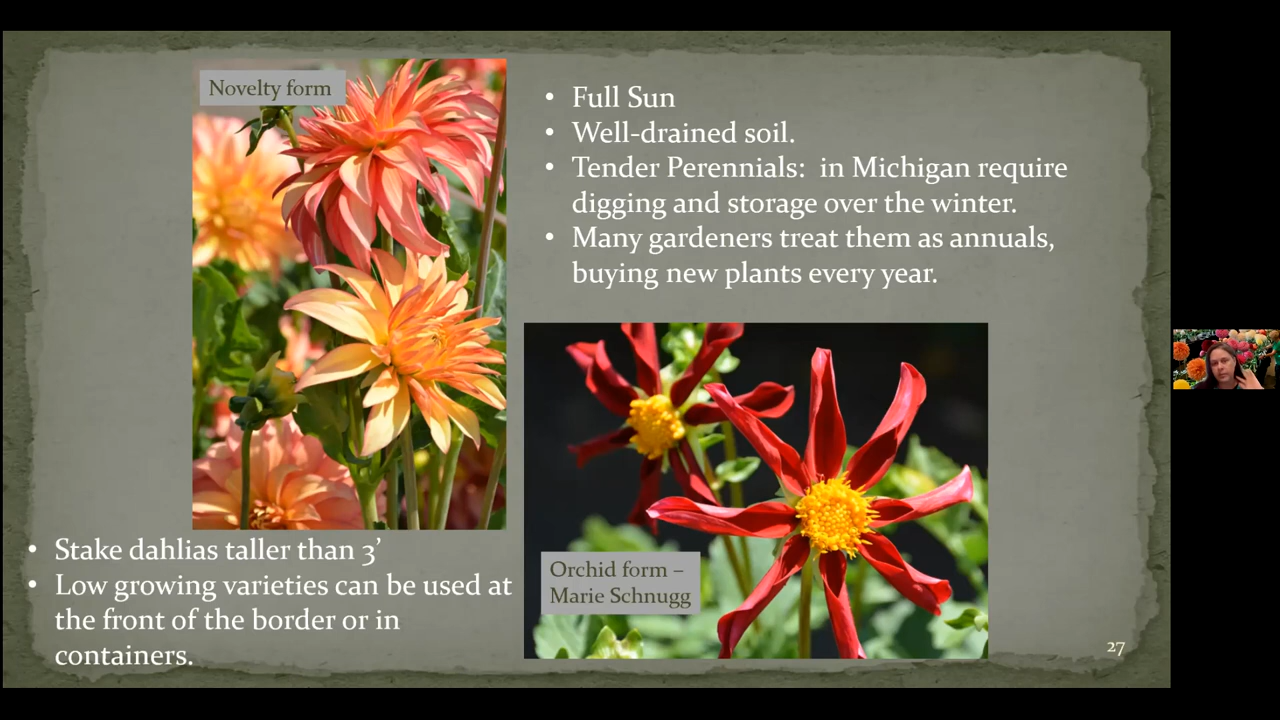 Novelty form
• Full Sun
• Well-drained soil.
• Tender Perennials:  in Michigan require
digging and storage over the winter.
• Many gardeners treat them as annuals,
buying new plants every year.
• Stake dahlias taller than 3’
• Low growing varieties can be used at
the front of the border or in
containers.
Orchid form –
Marie Schnugg
27